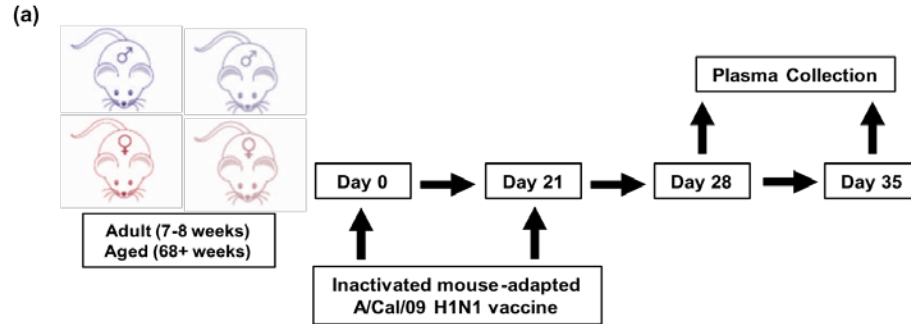 (a)
Plasma Collection
Day 0
Day 21
Day 28
Day 35
Adult (7-8 weeks)
Aged (68+ weeks)
Inactivated mouse-adapted
A/Cal/09 H1N1 vaccine